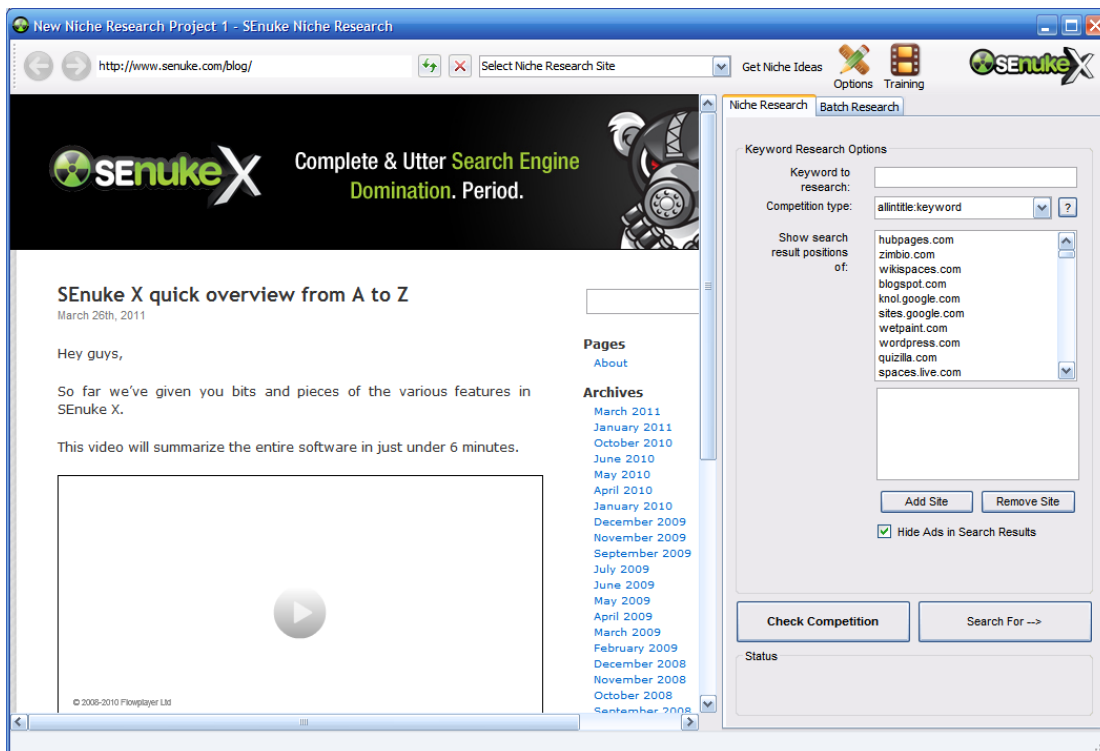 New Niche Research Project 1 - SEnuke Niche Research
http://www.senuke.com/blog/
Select Niche Research Site
Get Niche Ideas
Options
Training
SEnukeX
SEnukeX
Complete & Utter Search Engine
Domination. Period.
SEnuke X quick overview from A to Z
March 26th, 2011
Hey guys,
So far we've given you bits and pieces of the various features in
SEnuke X.
This video will summarize the entire software in just under 6 minutes.
© 2008-2010 Flowplayer Ltd
Pages
About
Archives
March 2011
January 2011
October 2010
June 2010
May 2010
April 2010
January 2010
December 2009
November 2009
September 2009
July 2009
June 2009
May 2009
April 2009
March 2009
February 2009
December 2008
November 2008
October 2008
September 2008
Niche Research
Batch Research
Keyword Research Options
Keyword to
research:
Competition type:
allintitle:keyword
?
Show search
result positions
of:
hubpages.com
zimbio.com
wikispaces.com
blogspot.com
knol.google.com
sites.google.com
wetpaint.com
wordpress.com
quizilla.com
spaces.live.com
Add Site
Remove Site
Hide Ads in Search Results
Check Competition
Search For -->
Status